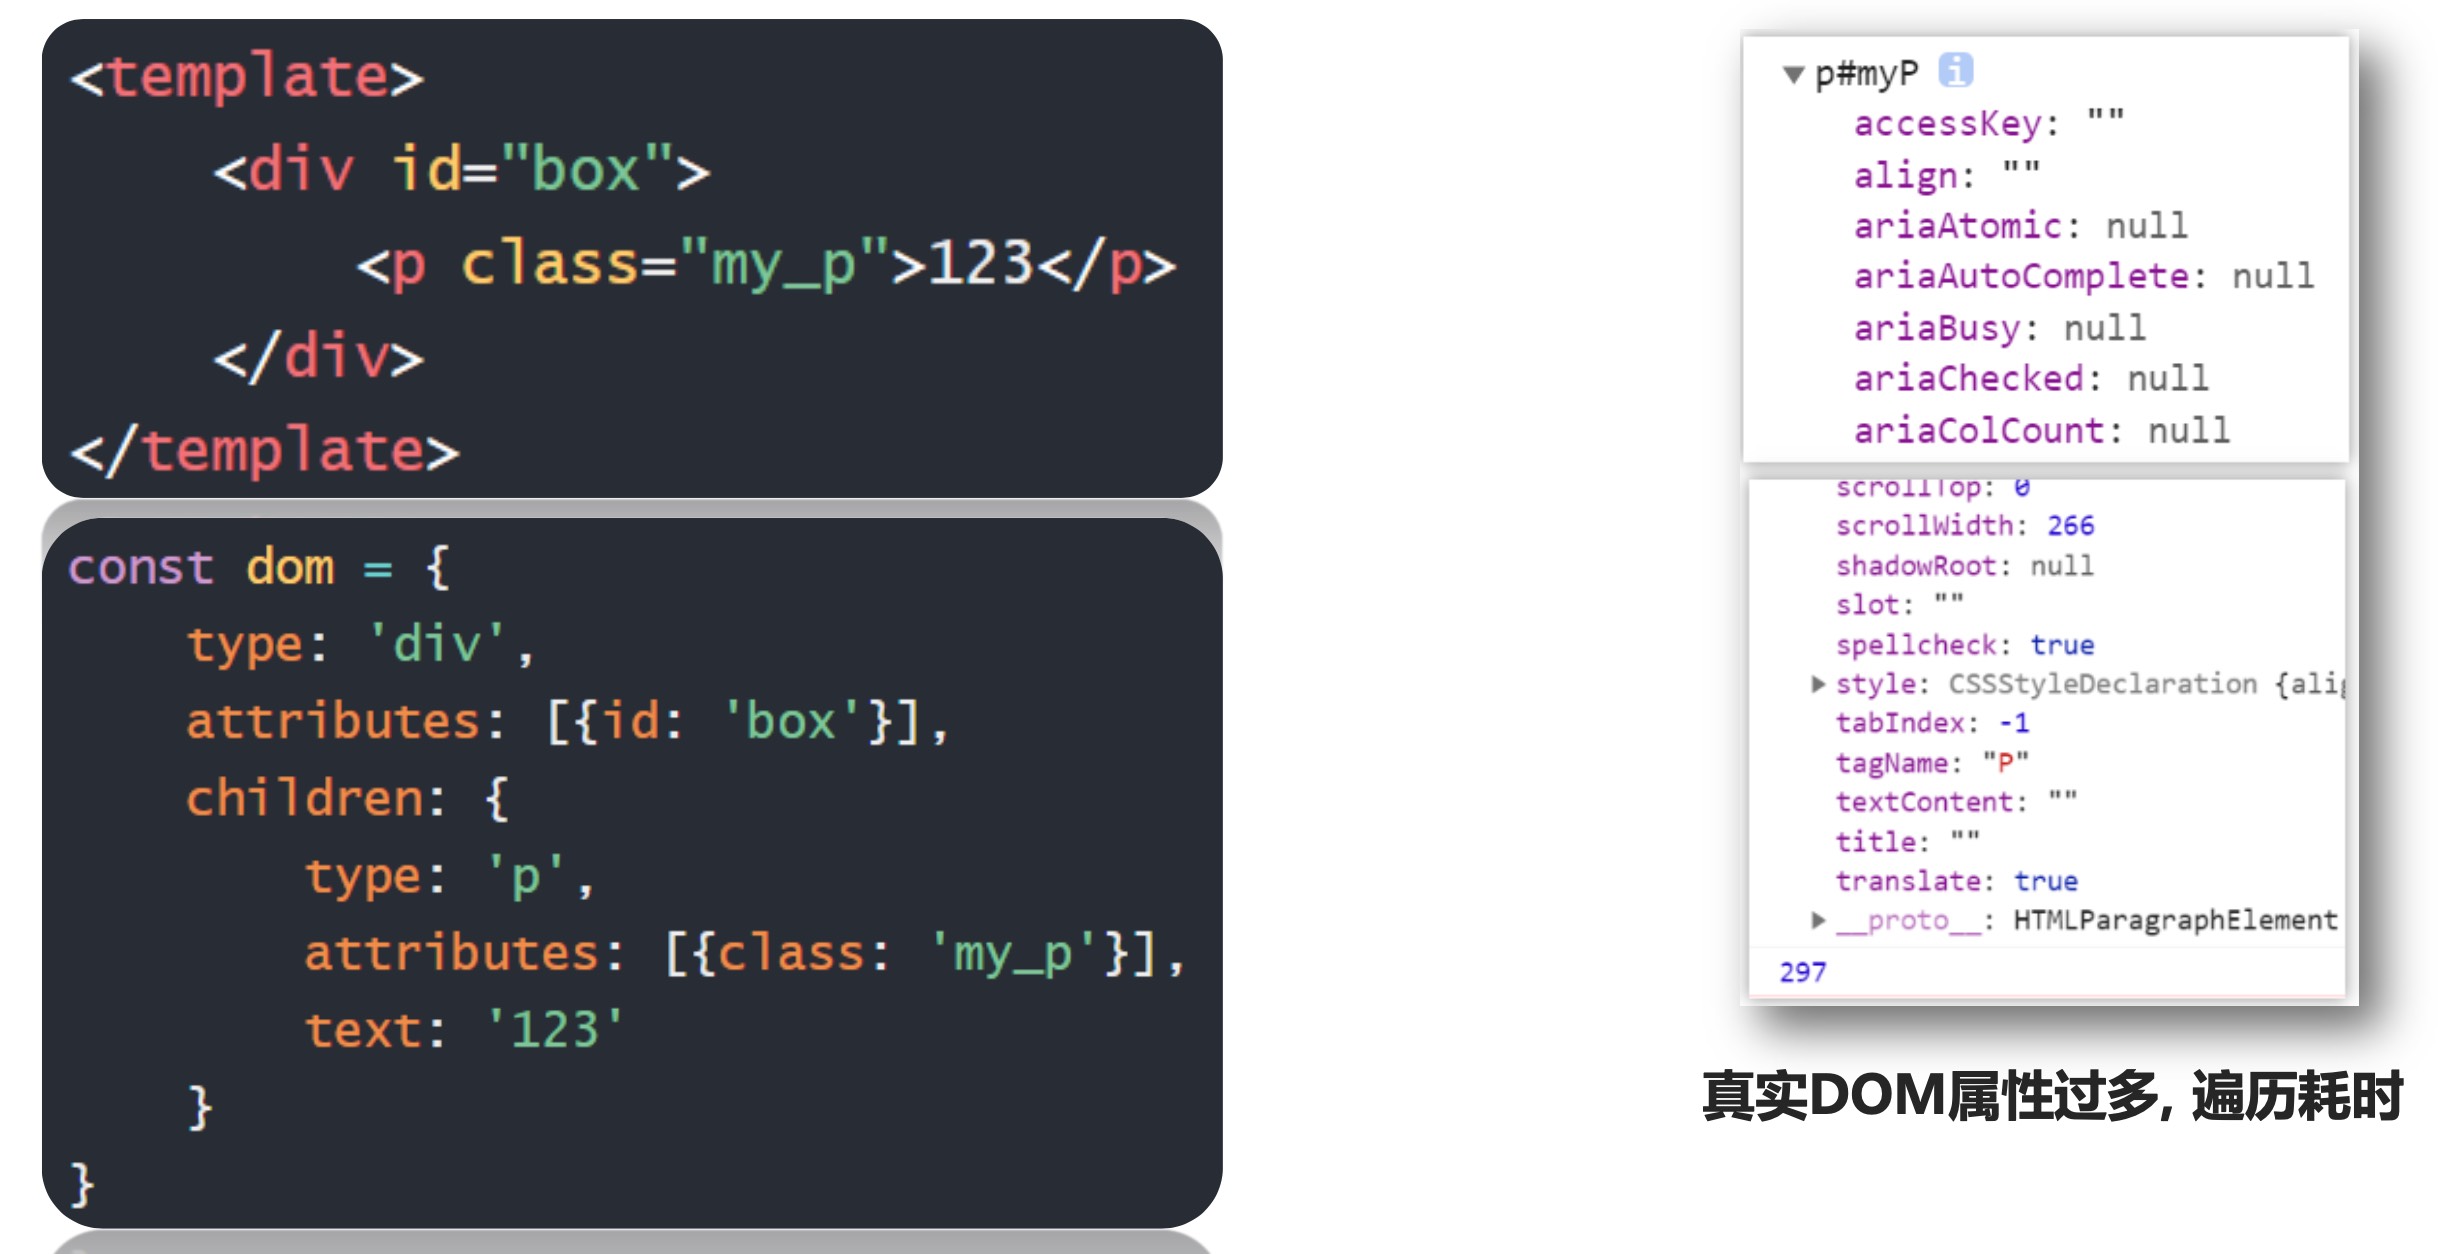 <template>
<div id="box">
<p class="my_p">123</p>
</div>
</template>
const dom = {
type: 'div',
attributes: [{id: 'box'}],
children: {
type: 'p',
attributes: [{class: 'my_p'}],
text: '123'
}
}
▼ p#myP i
accessKey: ""
align: ""
ariaAtomic: null
ariaAutoComplete: null
ariaBusy: null
ariaChecked: null
ariaColCount: null
scrollTop: 0
scrollWidth: 266
shadowRoot: null
slot: ""
spellcheck: true
▶ style: CSSStyleDeclaration {alig
tabIndex: -1
tagName: "P"
textContent: ""
title: ""
translate: true
▶ __proto__: HTMLParagraphElement
297
真实DOM属性过多, 遍历耗时